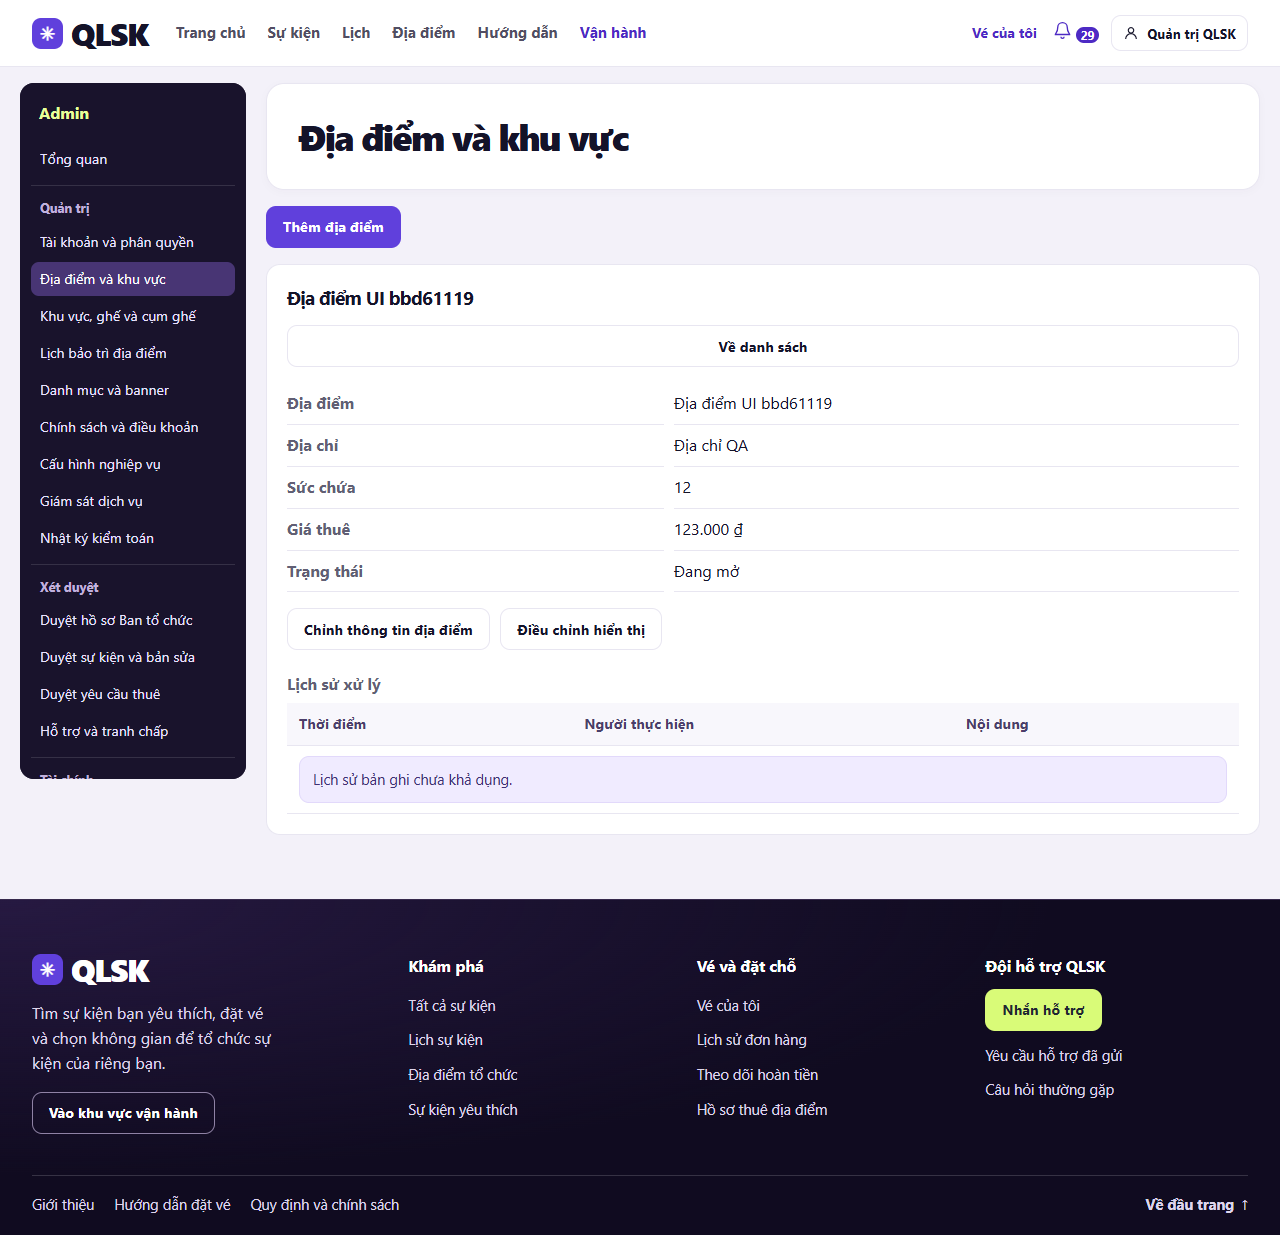 QLSK
Trang chủ
Sự kiện
Lịch
Địa điểm
Hướng dẫn
Vận hành
Vé của tôi
29
Quản trị QLSK
Admin
Tổng quan
Quản trị
Tài khoản và phân quyền
Địa điểm và khu vực
Khu vực, ghế và cụm ghế
Lịch bảo trì địa điểm
Danh mục và banner
Chính sách và điều khoản
Cấu hình nghiệp vụ
Giám sát dịch vụ
Nhật ký kiểm toán
Xét duyệt
Duyệt hồ sơ Ban tổ chức
Duyệt sự kiện và bản sửa
Duyệt yêu cầu thuê
Hỗ trợ và tranh chấp
Tài chính
Địa điểm và khu vực
Thêm địa điểm
Địa điểm UI bbd61119
Về danh sách
Địa điểm
Địa điểm UI bbd61119
Địa chỉ
Địa chỉ QA
Sức chứa
12
Giá thuê
123.000 ₫
Trạng thái
Đang mở
Chỉnh thông tin địa điểm
Điều chỉnh hiển thị
Lịch sử xử lý
Thời điểm
Người thực hiện
Nội dung
Lịch sử bản ghi chưa khả dụng.
QLSK
Tìm sự kiện bạn yêu thích, đặt vé
và chọn không gian để tổ chức sự
kiện của riêng bạn.
Vào khu vực vận hành
Khám phá
Tất cả sự kiện
Lịch sự kiện
Địa điểm tổ chức
Sự kiện yêu thích
Vé và đặt chỗ
Vé của tôi
Lịch sử đơn hàng
Theo dõi hoàn tiền
Hồ sơ thuê địa điểm
Đội hỗ trợ QLSK
Nhắn hỗ trợ
Yêu cầu hỗ trợ đã gửi
Câu hỏi thường gặp
Giới thiệu
Hướng dẫn đặt vé
Quy định và chính sách
Về đầu trang ↑